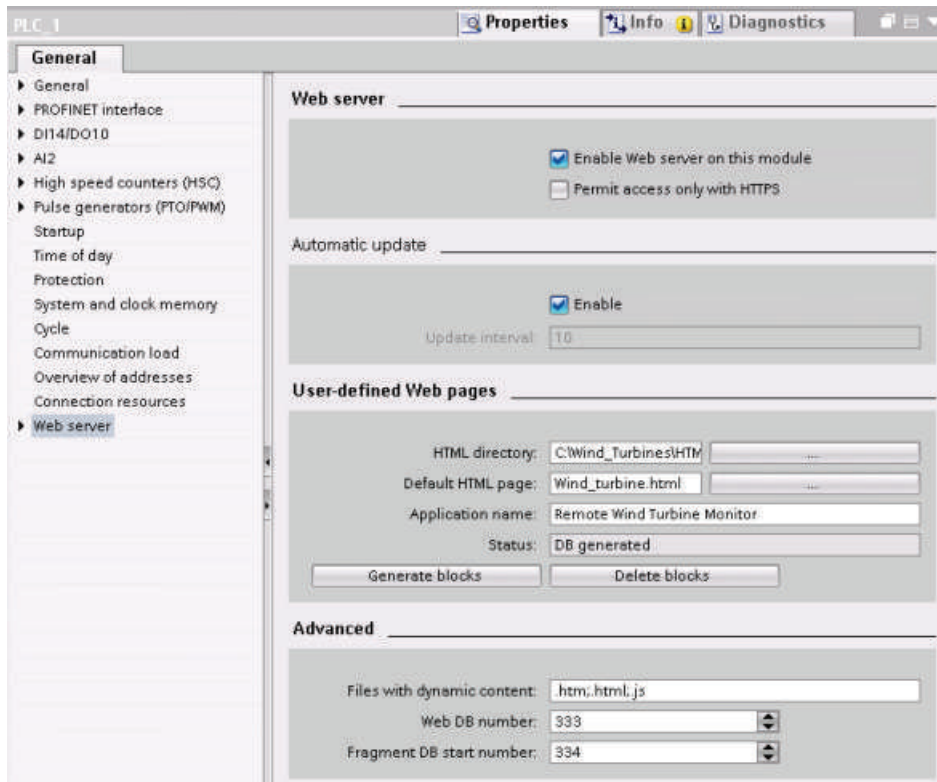 PLC_1
Properties
Info
Diagnostics
General
General
PROFINET interface
DI14/DO10
AI2
High speed counters (HSC)
Pulse generators (PTO/PWM)
Startup
Time of day
Protection
System and clock memory
Cycle
Communication load
Overview of addresses
Connection resources
Web server
Web server
Enable Web server on this module
Permit access only with HTTPS
Automatic update
Enable
Update interval: 10
User-defined Web pages
HTML directory: C:\Wind_Turbines\HTM ...
Default HTML page: Wind_turbine.html ...
Application name: Remote Wind Turbine Monitor
Status: DB generated
Generate blocks Delete blocks
Advanced
Files with dynamic content: .htm;.html;.js
Web DB number: 333
Fragment DB start number: 334